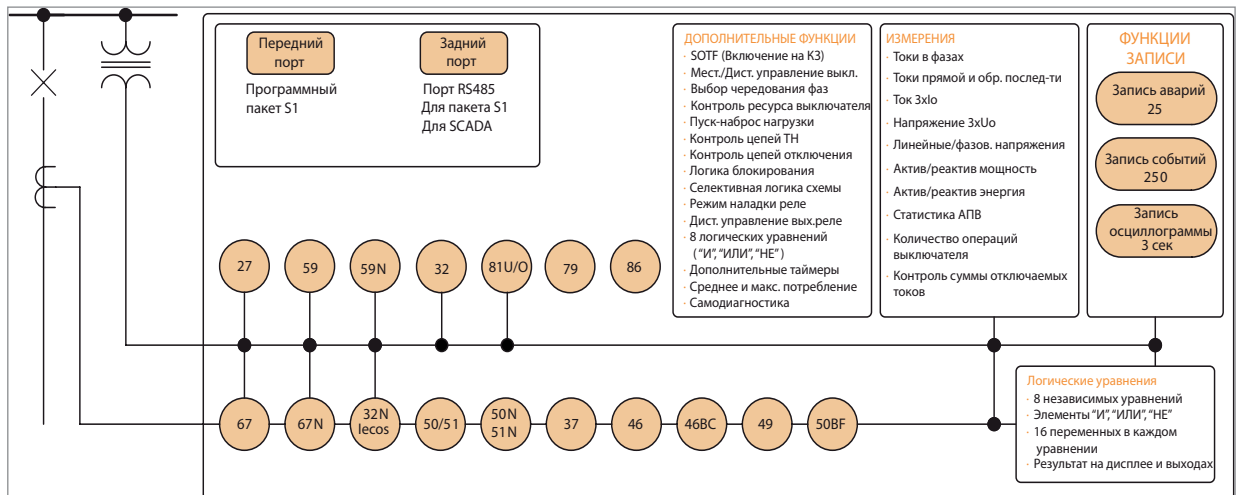 Передний
порт
Программный
пакет S1
Задний
порт
Порт RS485
Для пакета S1
Для SCADA
ДОПОЛНИТЕЛЬНЫЕ ФУНКЦИИ
· SOTF (Включение на КЗ)
· Мест./Дист. управление выкл.
· Выбор чередования фаз
· Контроль ресурса выключателя
· Пуск-наброс нагрузки
· Контроль цепей ТН
· Контроль цепей отключения
· Логика блокирования
· Селективная логика схемы
· Режим наладки реле
· Дист. управление вых.реле
· 8 логических уравнений
( “И”, “ИЛИ”, “НЕ” )
· Дополнительные таймеры
· Среднее и макс. потребление
· Самодиагностика
ИЗМЕРЕНИЯ
· Токи в фазах
· Токи прямой и обр. послед-ти
· Ток 3xIo
· Напряжение 3xUo
· Линейные/фазов. напряжения
· Актив/реактив мощность
· Актив/реактив энергия
· Статистика АПВ
· Количество операций
выключателя
· Контроль суммы отключаемых
токов
ФУНКЦИИ
ЗАПИСИ
Запись аварий
25
Запись событий
250
Запись
осциллограммы
3 сек
27
59
59N
32
81U/O
79
86
67
67N
32N
Iecos
50/51
50N
51N
37
46
46BC
49
50BF
Логические уравнения
· 8 независимых уравнений
· Элементы “И”, “ИЛИ”, “НЕ”
· 16 переменных в каждом
уравнении
· Результат на дисплее и выходах